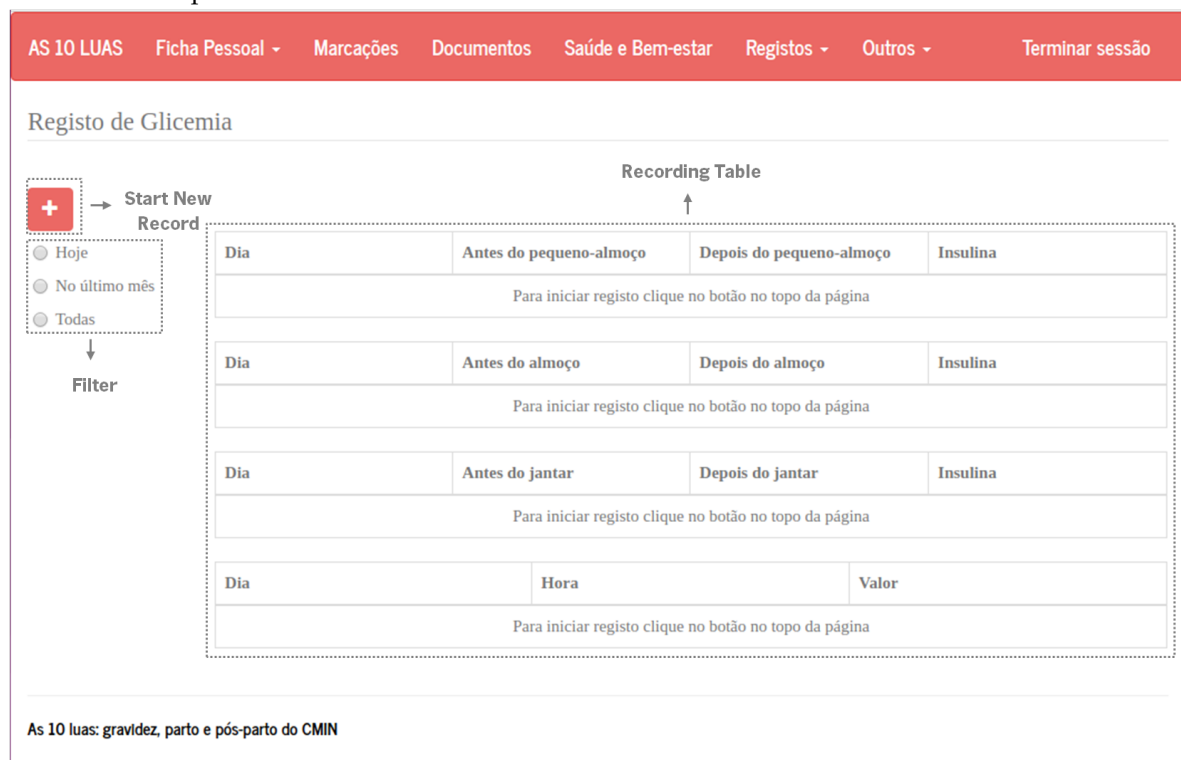 AS 10 LUAS Ficha Pessoal Marcações Documentos Saúde e Bem-estar Registos Outros Terminar sessão
Registo de Glicemia
Recording Table
+
Start New
Record
Hoje
No último mês
Todas
Filter
Dia Antes do pequeno-almoço Depois do pequeno-almoço Insulina
Para iniciar registo clique no botão no topo da página
Dia Antes do almoço Depois do almoço Insulina
Para iniciar registo clique no botão no topo da página
Dia Antes do jantar Depois do jantar Insulina
Para iniciar registo clique no botão no topo da página
Dia Hora Valor
Para iniciar registo clique no botão no topo da página
As 10 luas: gravidez, parto e pós-parto do CMIN